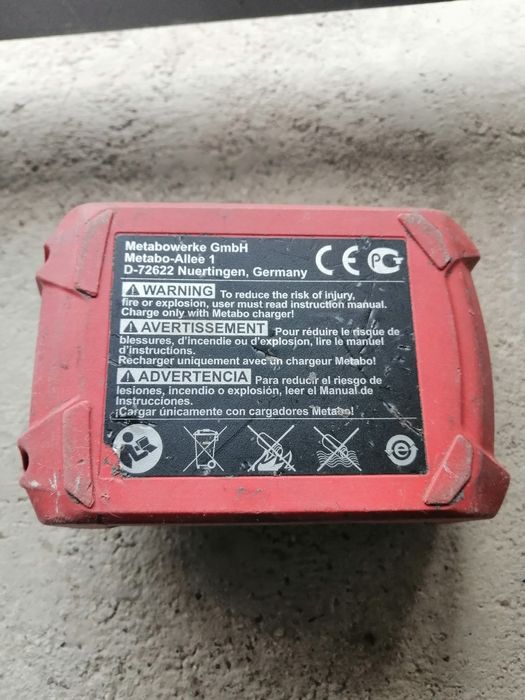 Metabowerke GmbH
Metabo-Allee 1
D-72622 Nuertingen, Germany
CE
WARNING To reduce the risk of injury,
fire or explosion, user must read instruction manual.
Charge only with Metabo charger!
AVERTISSEMENT Pour réduire le risque de
blessures, d'incendie ou d'explosion, lire le manuel
d'instructions.
Recharger uniquement avec un chargeur Metabo!
ADVERTENCIA Para reducir el riesgo de
lesiones, incendio o explosión, leer el Manual de
Instrucciones.
¡Cargar únicamente con cargadores Metabo!